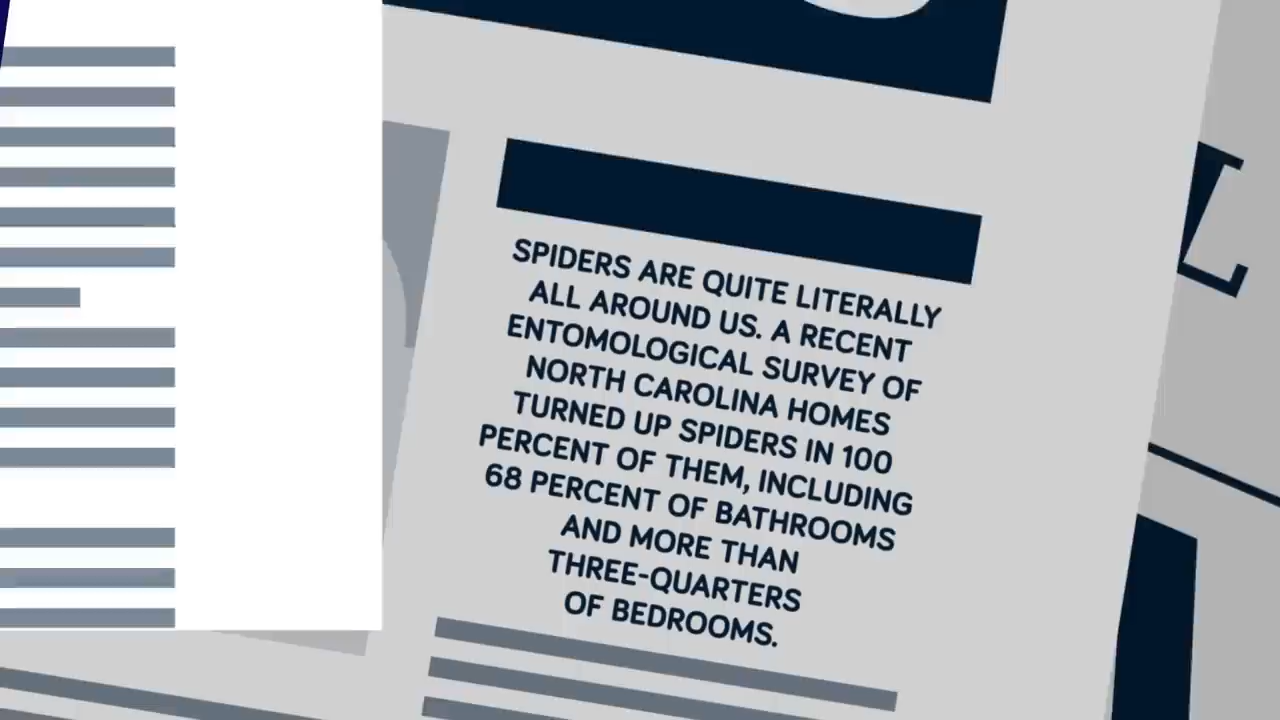 SPIDERS ARE QUITE LITERALLY
ALL AROUND US. A RECENT
ENTOMOLOGICAL SURVEY OF
NORTH CAROLINA HOMES
TURNED UP SPIDERS IN 100
PERCENT OF THEM, INCLUDING
68 PERCENT OF BATHROOMS
AND MORE THAN
THREE-QUARTERS
OF BEDROOMS.
L